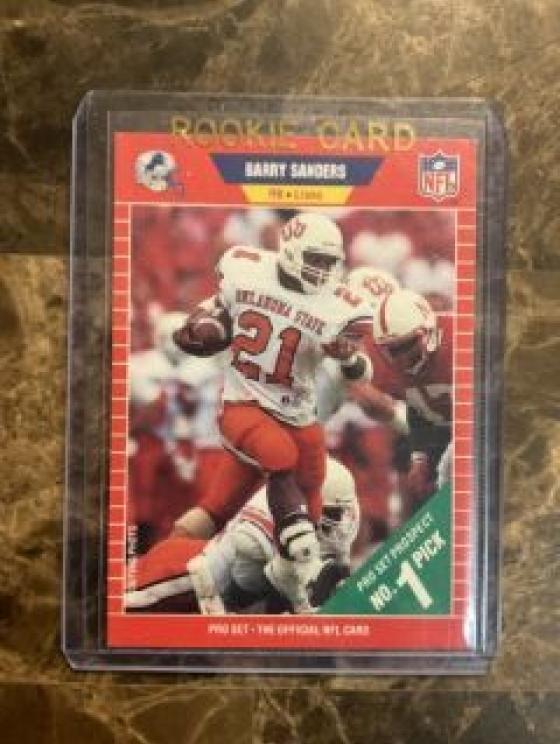 ROOKIE CARD
BARRY SANDERS
RB • Lions
NFL
OKLAHOMA STATE
21
21
PRO SET PROSPECT
NO. 1 PICK
PRO SET • THE OFFICIAL NFL CARD